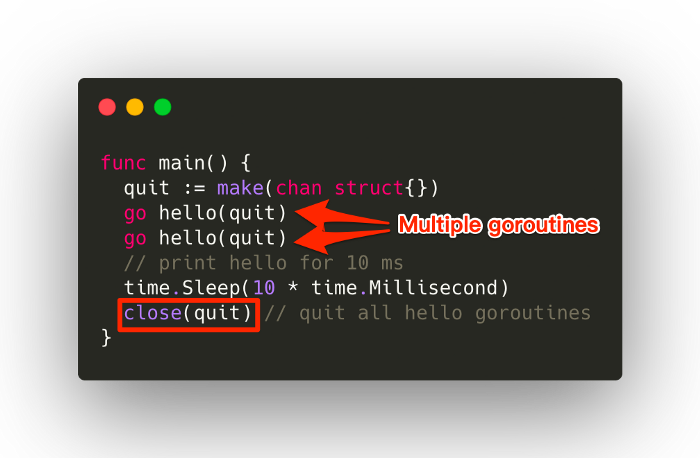 func main() {
quit := make(chan struct{})
go hello(quit)
go hello(quit)
Multiple goroutines
// print hello for 10 ms
time.Sleep(10 * time.Millisecond)
close(quit) // quit all hello goroutines
}